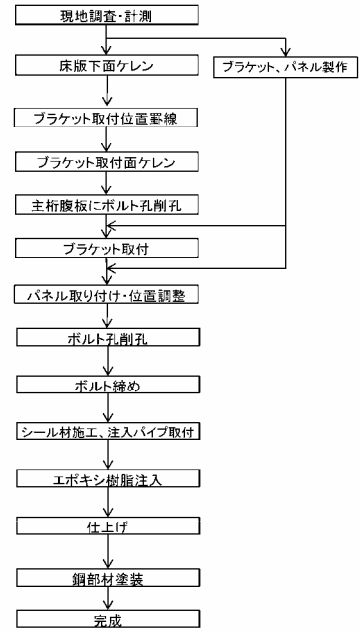 現地調査・計測
床版下面ケレン
ブラケット、パネル製作
ブラケット取付位置罫線
ブラケット取付面ケレン
主桁腹板にボルト孔削孔
ブラケット取付
パネル取り付け・位置調整
ボルト孔削孔
ボルト締め
シール材施工、注入パイプ取付
エポキシ樹脂注入
仕上げ
鋼部材塗装
完成